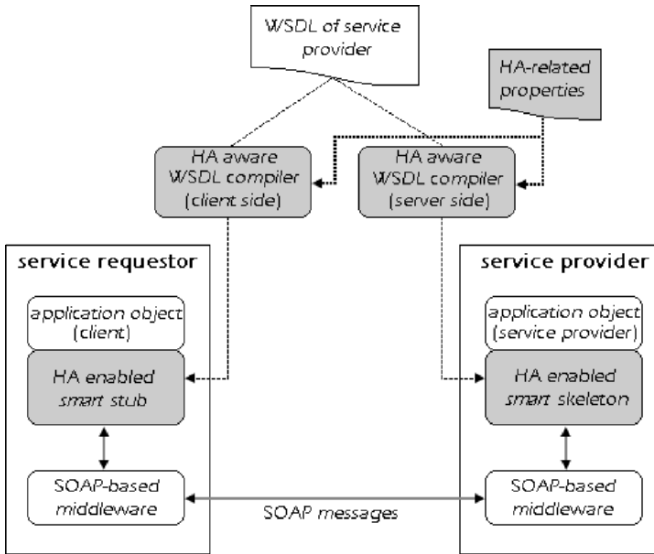 WSDL of service
provider
HA-related
properties
HA aware
WSDL compiler
(client side)
HA aware
WSDL compiler
(server side)
service requestor
application object
(client)
HA enabled
smart stub
SOAP-based
middleware
service provider
application object
(service provider)
HA enabled
smart skeleton
SOAP-based
middleware
SOAP messages